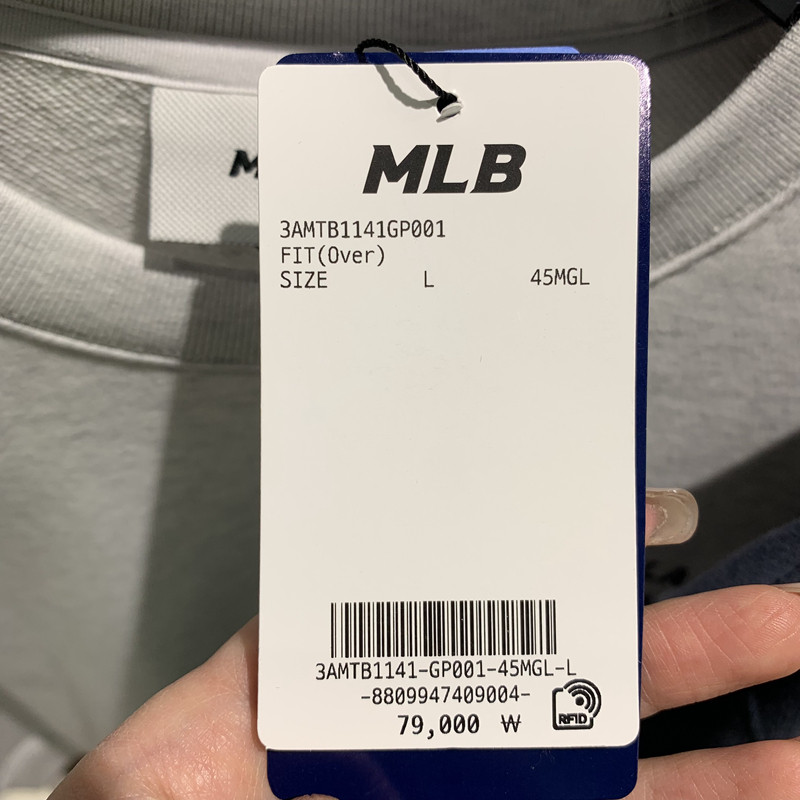 MLB
3AMTB1141GP001
FIT(Over)
SIZE L 45MGL
3AMTB1141-GP001-45MGL-L
-8809947409004-
79,000 ₩
RFID